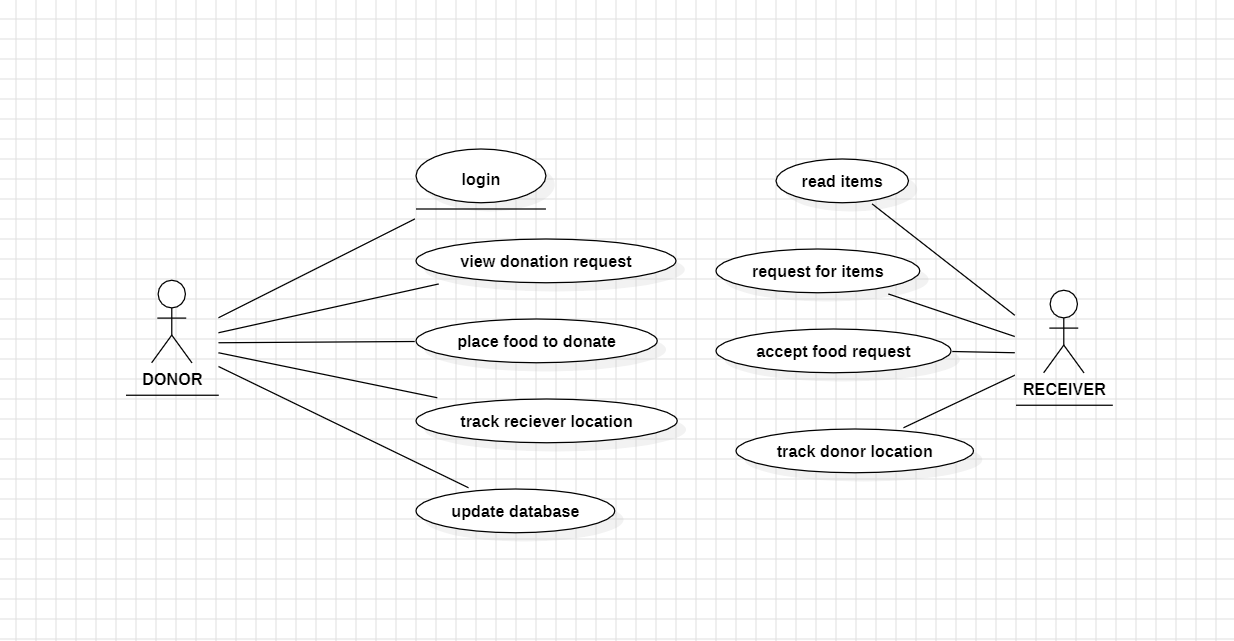 login
view donation request
place food to donate
track reciever location
update database
DONOR
read items
request for items
accept food request
track donor location
RECEIVER